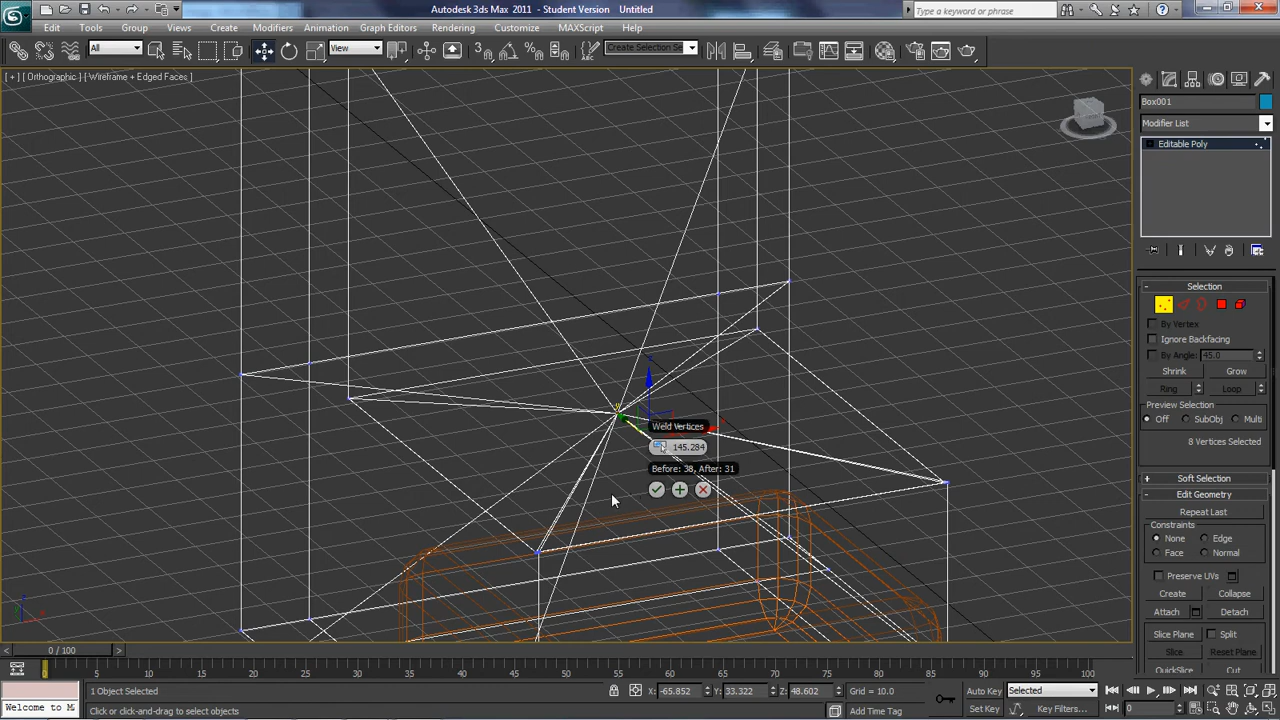 Autodesk 3ds Max 2011 - Student Version Untitled
Type a keyword or phrase
Edit Tools Group Views Create Modifiers Animation Graph Editors Rendering Customize MAXScript Help
All View Create Selection Se
[ + ] [ Orthographic ] [ Wireframe + Edged Faces ]
Box001
Modifier List
Editable Poly
Selection
By Vertex
Ignore Backfacing
By Angle: 45.0
Shrink Grow
Ring Loop
Preview Selection
Off SubObj Multi
8 Vertices Selected
Soft Selection
Edit Geometry
Repeat Last
Constraints
None Edge
Face Normal
Preserve UVs
Create Collapse
Attach Detach
Slice Plane Split
Slice Reset Plane
QuickSlice Cut
Weld Vertices
145.284
Before: 38, After: 31
0 / 100
0 5 10 15 20 25 30 35 40 45 50 55 60 65 70 75 80 85 90 95 100
1 Object Selected
X: -65.852 Y: 33.322 Z: 48.602 Grid = 10.0
Auto Key Selected
Welcome to M
Click or click-and-drag to select objects
Add Time Tag
Set Key Key Filters... 0